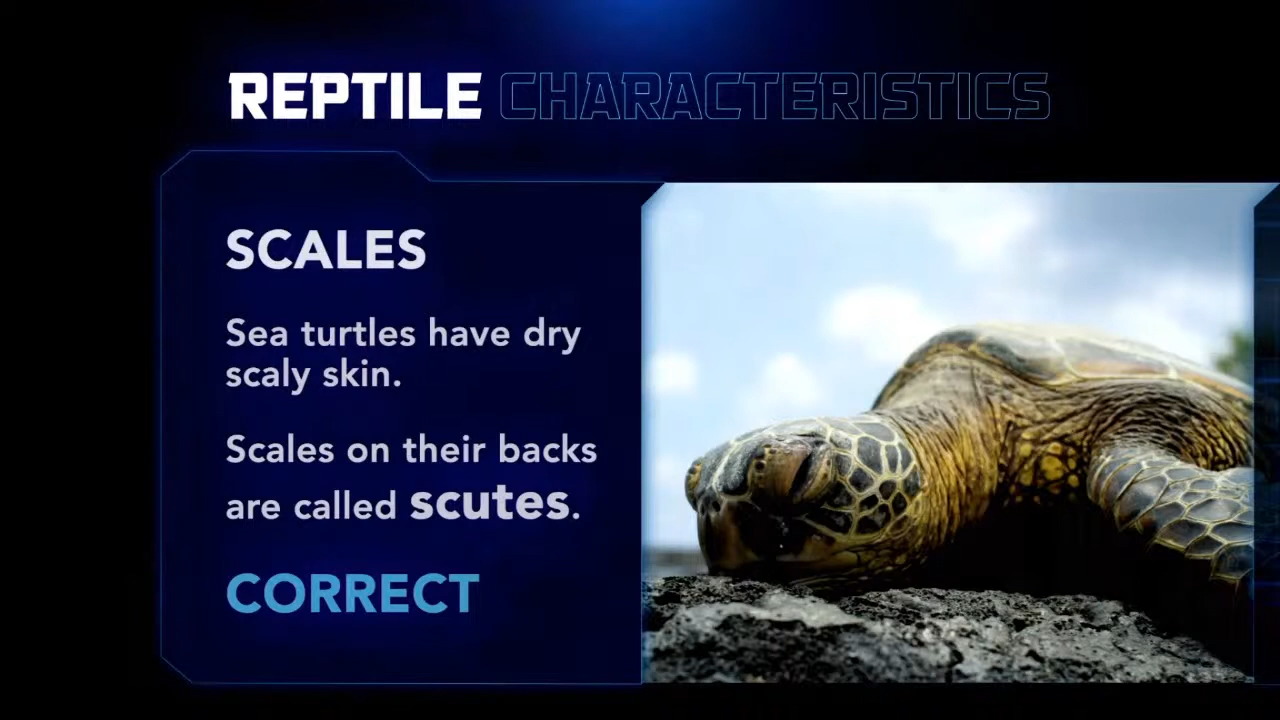 REPTILE CHARACTERISTICS
SCALES
Sea turtles have dry
scaly skin.
Scales on their backs
are called scutes.
CORRECT